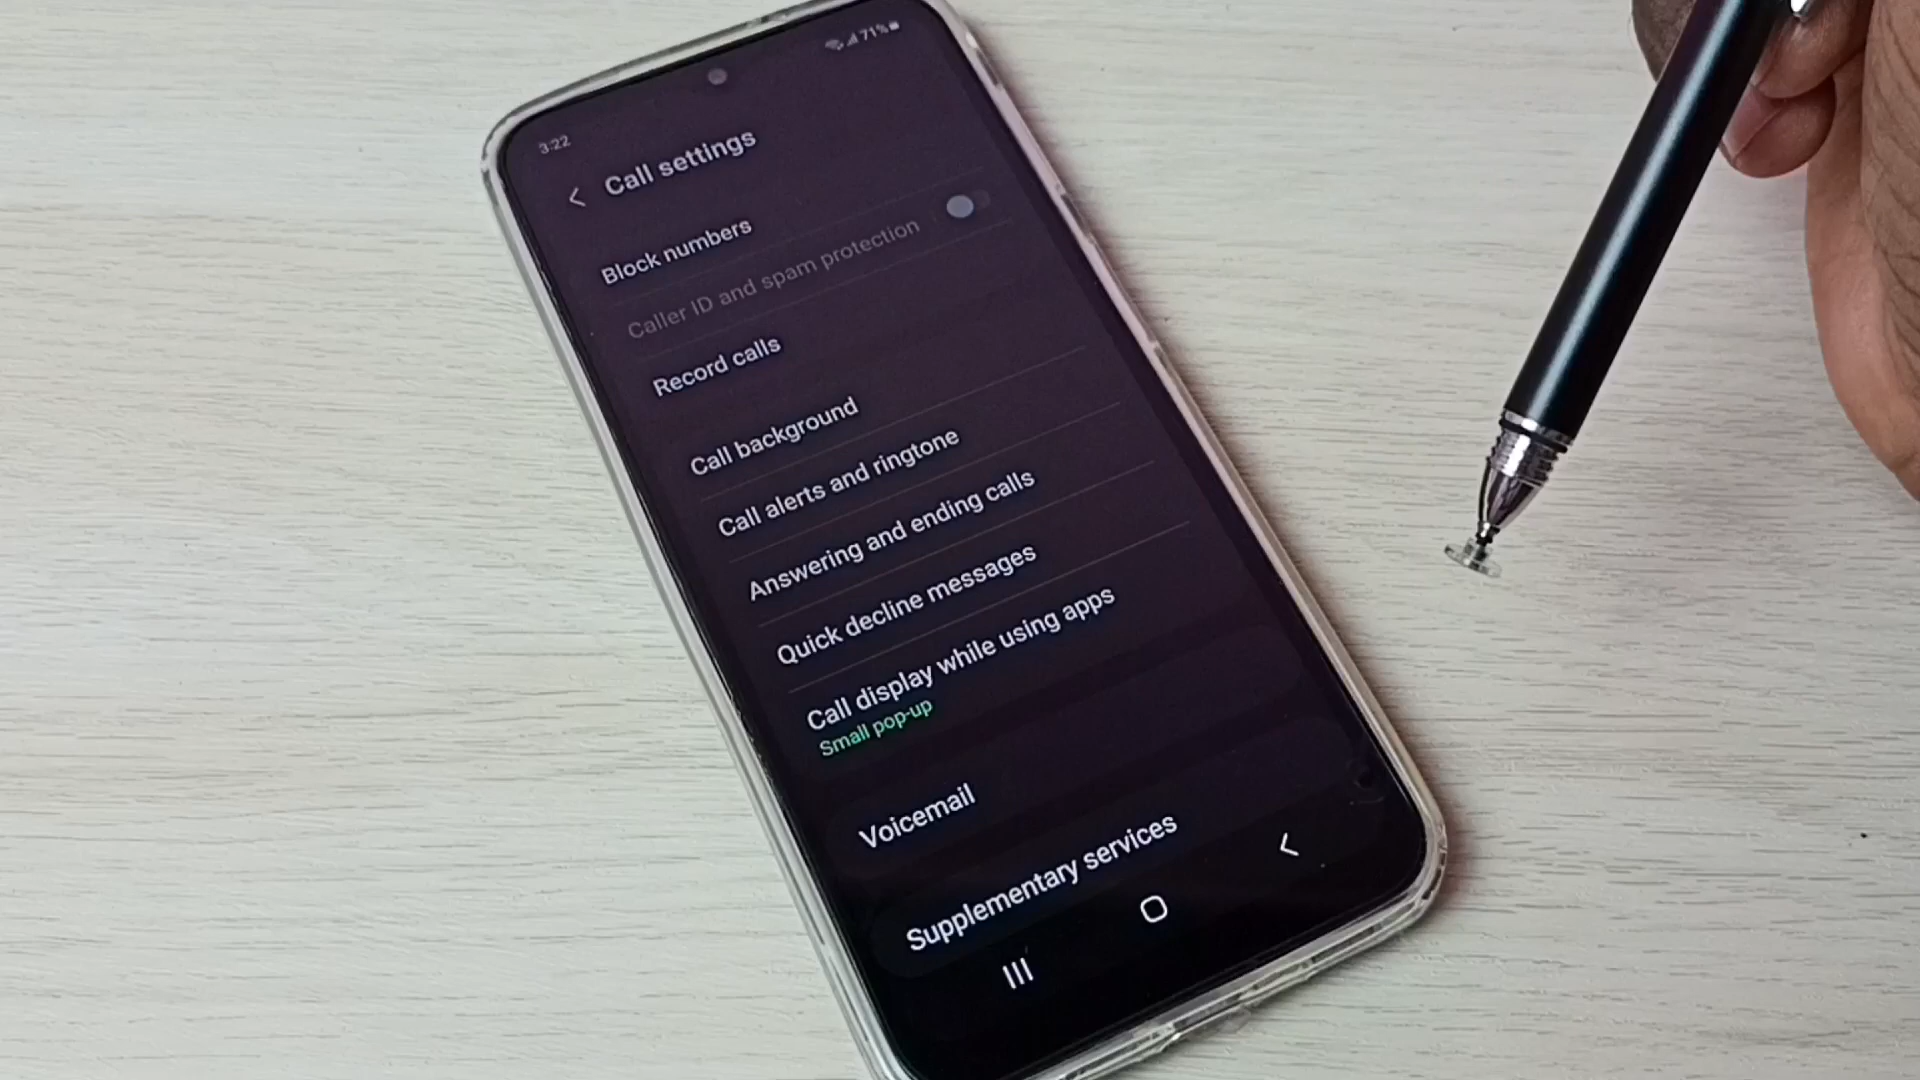 3:22
71%
Call settings
Block numbers
Caller ID and spam protection
Record calls
Call background
Call alerts and ringtone
Answering and ending calls
Quick decline messages
Call display while using apps
Small pop-up
Voicemail
Supplementary services